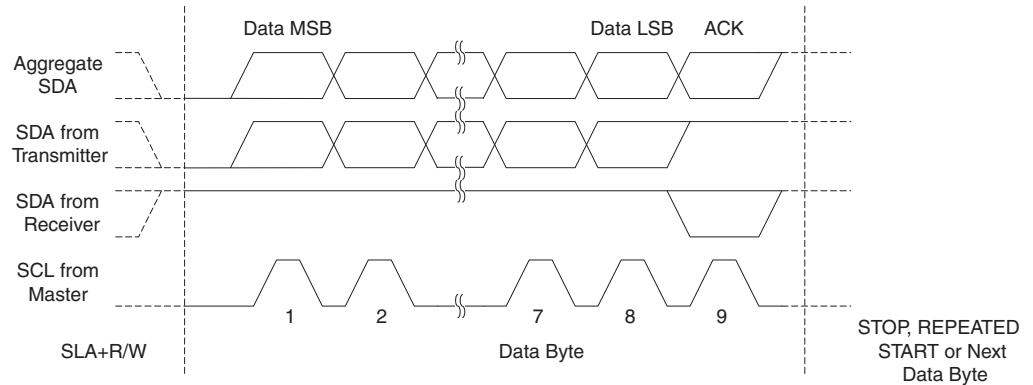 Data MSB
Data LSB
ACK
Aggregate
SDA
SDA from
Transmitter
SDA from
Receiver
SCL from
Master
1
2
7
8
9
SLA+R/W
Data Byte
STOP, REPEATED
START or Next
Data Byte